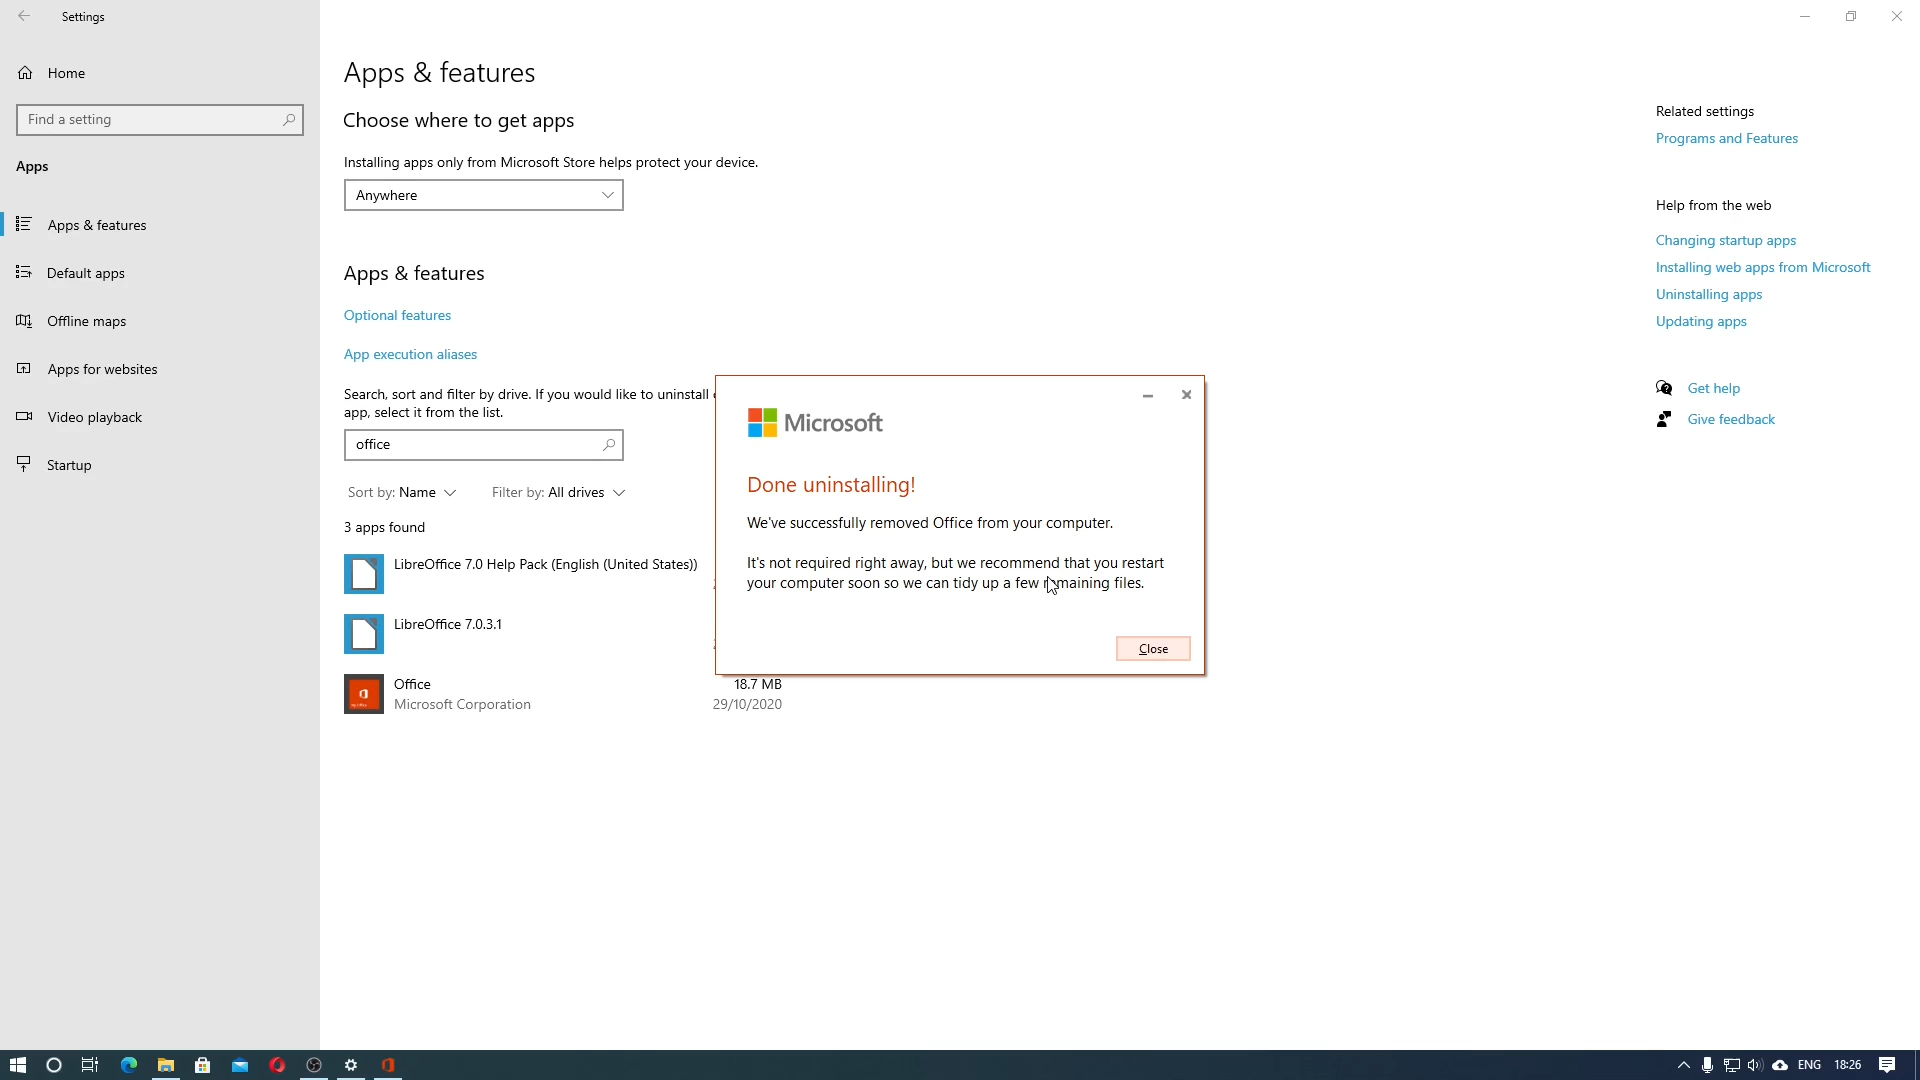 Settings
Home
Find a setting
Apps
Apps & features
Default apps
Offline maps
Apps for websites
Video playback
Startup
Apps & features
Choose where to get apps
Installing apps only from Microsoft Store helps protect your device.
Anywhere
Apps & features
Optional features
App execution aliases
Search, sort and filter by drive. If you would like to uninstall
app, select it from the list.
office
Sort by: Name
Filter by: All drives
3 apps found
LibreOffice 7.0 Help Pack (English (United States))
LibreOffice 7.0.3.1
Office
18.7 MB
Microsoft Corporation
29/10/2020
Microsoft
Done uninstalling!
We've successfully removed Office from your computer.
It's not required right away, but we recommend that you restart
your computer soon so we can tidy up a few remaining files.
Close
Related settings
Programs and Features
Help from the web
Changing startup apps
Installing web apps from Microsoft
Uninstalling apps
Updating apps
Get help
Give feedback
ENG
18:26